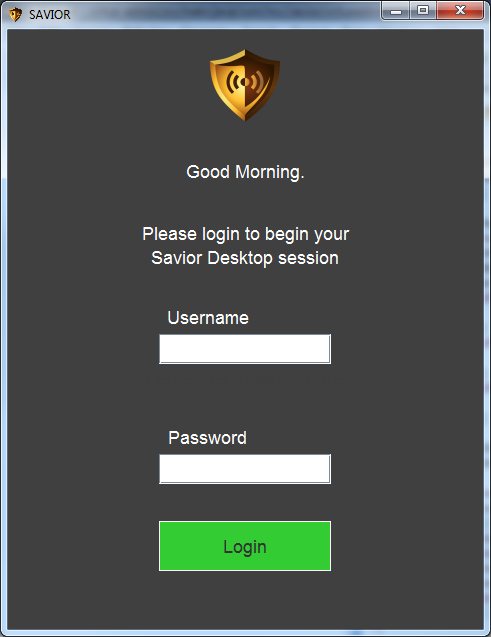 SAVIOR
Good Morning.
Please login to begin your
Savior Desktop session
Username
Password
Login